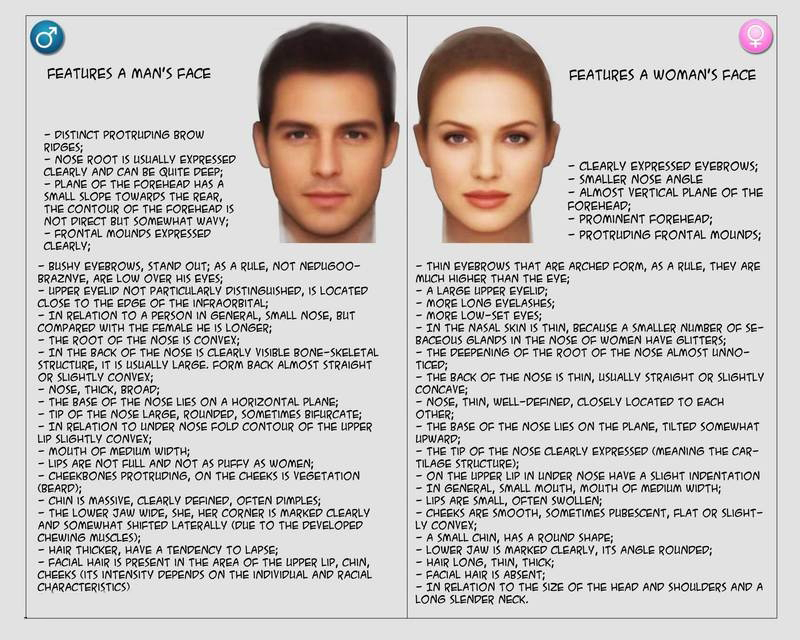 FEATURES A MAN'S FACE
- DISTINCT PROTRUDING BROW
RIDGES;
- NOSE ROOT IS USUALLY EXPRESSED
CLEARLY AND CAN BE QUITE DEEP;
- PLANE OF THE FOREHEAD HAS A
SMALL SLOPE TOWARDS THE REAR,
THE CONTOUR OF THE FOREHEAD IS
NOT DIRECT BUT SOMEWHAT WAVY;
- FRONTAL MOUNDS EXPRESSED
CLEARLY;
- BUSHY EYEBROWS, STAND OUT; AS A RULE, NOT NEDUGOO-
BRAZNYE, ARE LOW OVER HIS EYES;
- UPPER EYELID NOT PARTICULARLY DISTINGUISHED, IS LOCATED
CLOSE TO THE EDGE OF THE INFRAORBITAL;
- IN RELATION TO A PERSON IN GENERAL, SMALL NOSE, BUT
COMPARED WITH THE FEMALE HE IS LONGER;
- THE ROOT OF THE NOSE IS CONVEX;
- IN THE BACK OF THE NOSE IS CLEARLY VISIBLE BONE-SKELETAL
STRUCTURE, IT IS USUALLY LARGE. FORM BACK ALMOST STRAIGHT
OR SLIGHTLY CONVEX;
- NOSE, THICK, BROAD;
- THE BASE OF THE NOSE LIES ON A HORIZONTAL PLANE;
- TIP OF THE NOSE LARGE, ROUNDED, SOMETIMES BIFURCATE;
- IN RELATION TO UNDER NOSE FOLD CONTOUR OF THE UPPER
LIP SLIGHTLY CONVEX;
- MOUTH OF MEDIUM WIDTH;
- LIPS ARE NOT FULL AND NOT AS PUFFY AS WOMEN;
- CHEEKBONES PROTRUDING, ON THE CHEEKS IS VEGETATION
(BEARD);
- CHIN IS MASSIVE, CLEARLY DEFINED, OFTEN DIMPLES;
- THE LOWER JAW WIDE, SHE, HER CORNER IS MARKED CLEARLY
AND SOMEWHAT SHIFTED LATERALLY (DUE TO THE DEVELOPED
CHEWING MUSCLES);
- HAIR THICKER, HAVE A TENDENCY TO LAPSE;
- FACIAL HAIR IS PRESENT IN THE AREA OF THE UPPER LIP, CHIN,
CHEEKS (ITS INTENSITY DEPENDS ON THE INDIVIDUAL AND RACIAL
CHARACTERISTICS)
FEATURES A WOMAN'S FACE
- CLEARLY EXPRESSED EYEBROWS;
- SMALLER NOSE ANGLE
- ALMOST VERTICAL PLANE OF THE
FOREHEAD;
- PROMINENT FOREHEAD;
- PROTRUDING FRONTAL MOUNDS;
- THIN EYEBROWS THAT ARE ARCHED FORM, AS A RULE, THEY ARE
MUCH HIGHER THAN THE EYE;
- A LARGE UPPER EYELID;
- MORE LONG EYELASHES;
- MORE LOW-SET EYES;
- IN THE NASAL SKIN IS THIN, BECAUSE A SMALLER NUMBER OF SE-
BACEOUS GLANDS IN THE NOSE OF WOMEN HAVE GLITTERS;
- THE DEEPENING OF THE ROOT OF THE NOSE ALMOST UNNO-
TICED;
- THE BACK OF THE NOSE IS THIN, USUALLY STRAIGHT OR SLIGHTLY
CONCAVE;
- NOSE, THIN, WELL-DEFINED, CLOSELY LOCATED TO EACH
OTHER;
- THE BASE OF THE NOSE LIES ON THE PLANE, TILTED SOMEWHAT
UPWARD;
- THE TIP OF THE NOSE CLEARLY EXPRESSED (MEANING THE CAR-
TILAGE STRUCTURE);
- ON THE UPPER LIP IN UNDER NOSE HAVE A SLIGHT INDENTATION
- IN GENERAL, SMALL MOUTH, MOUTH OF MEDIUM WIDTH;
- LIPS ARE SMALL, OFTEN SWOLLEN;
- CHEEKS ARE SMOOTH, SOMETIMES PUBESCENT, FLAT OR SLIGHT-
LY CONVEX;
- A SMALL CHIN, HAS A ROUND SHAPE;
- LOWER JAW IS MARKED CLEARLY, ITS ANGLE ROUNDED;
- HAIR LONG, THIN, THICK;
- FACIAL HAIR IS ABSENT;
- IN RELATION TO THE SIZE OF THE HEAD AND SHOULDERS AND A
LONG SLENDER NECK.